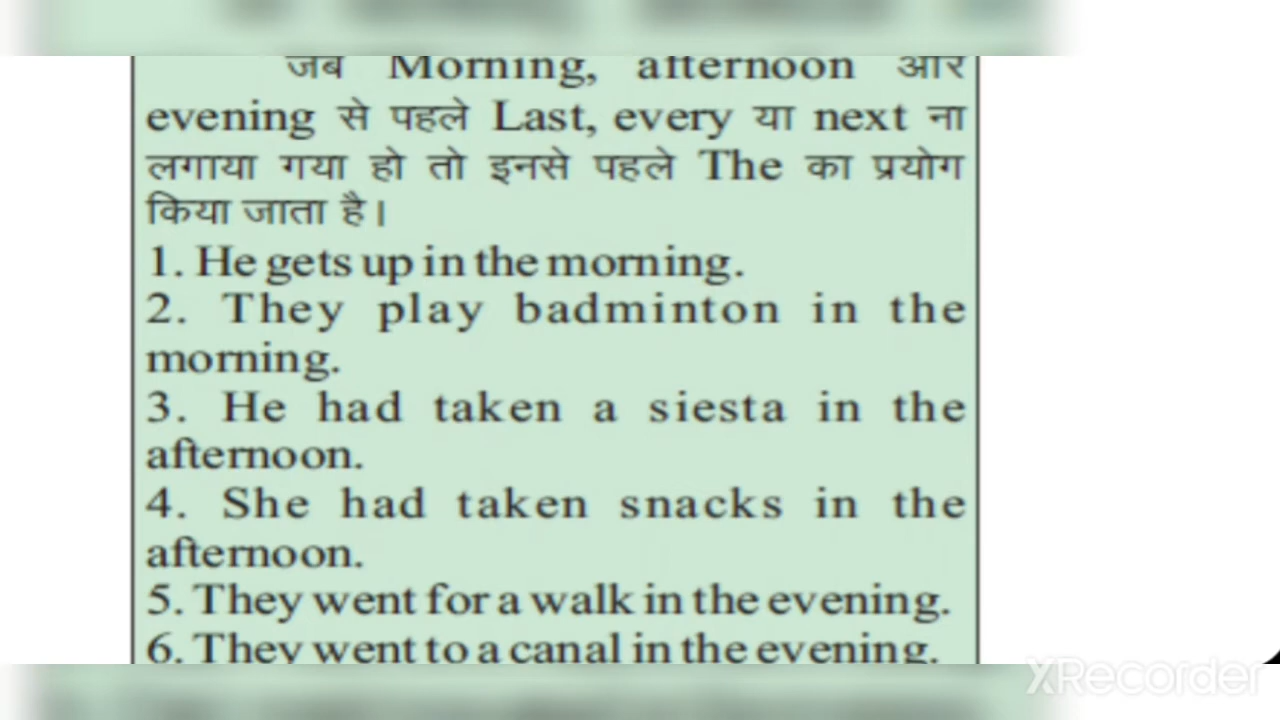 जब Morning, afternoon और
evening से पहले Last, every या next ना
लगाया गया हो तो इनसे पहले The का प्रयोग
किया जाता है।
1. He gets up in the morning.
2. They play badminton in the
morning.
3. He had taken a siesta in the
afternoon.
4. She had taken snacks in the
afternoon.
5. They went for a walk in the evening.
6. They went to a canal in the evening.
XRecorder